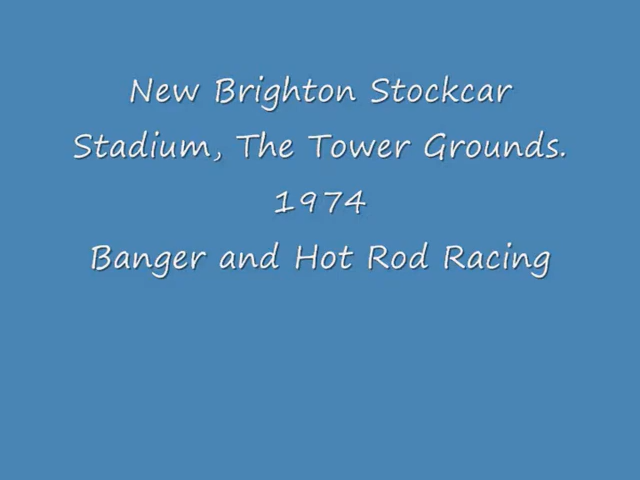 New Brighton Stockcar
Stadium, The Tower Grounds.
1974
Banger and Hot Rod Racing